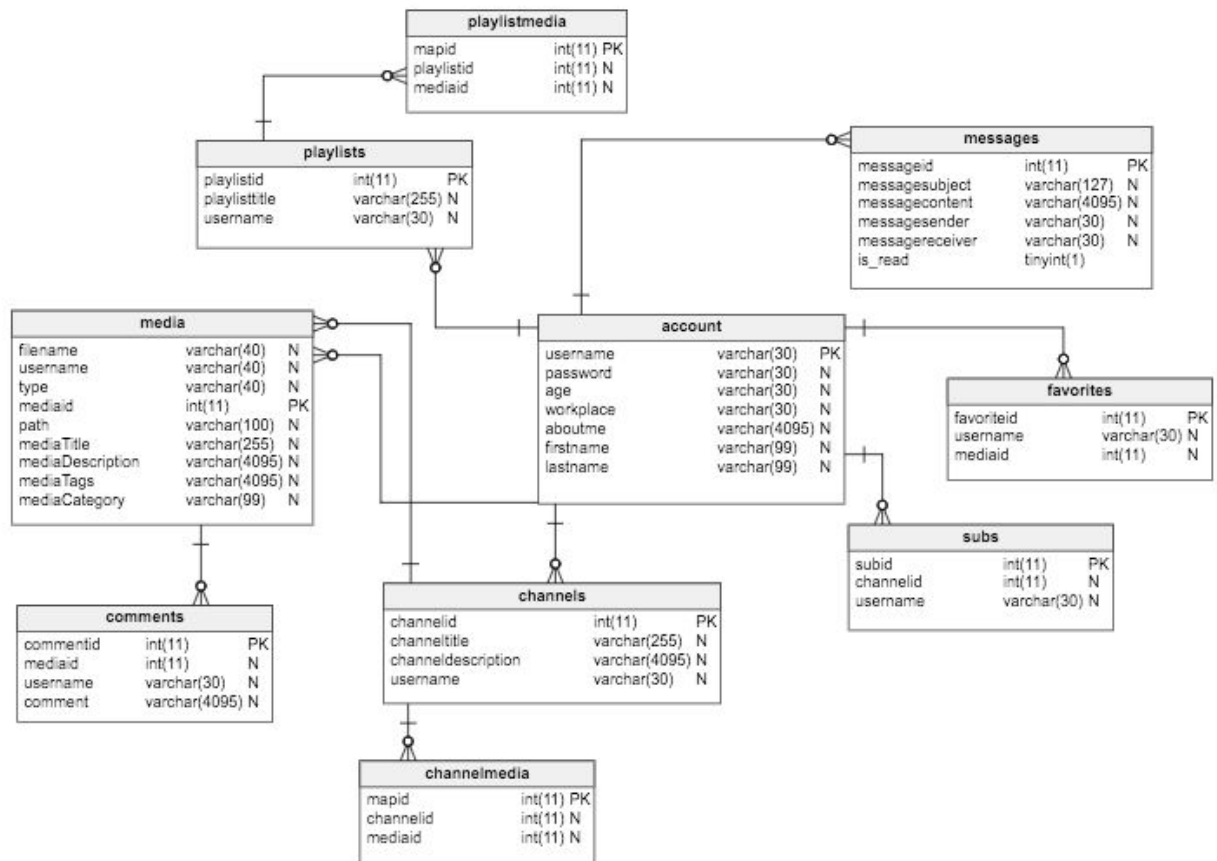 playlistmedia
mapid int(11) PK
playlistid int(11) N
mediaid int(11) N
playlists
playlistid int(11) PK
playlisttitle varchar(255) N
username varchar(30) N
messages
messageid int(11) PK
messagesubject varchar(127) N
messagecontent varchar(4095) N
messagesender varchar(30) N
messagereceiver varchar(30) N
is_read tinyint(1)
media
filename varchar(40) N
username varchar(40) N
type varchar(40) N
mediaid int(11) PK
path varchar(100) N
mediaTitle varchar(255) N
mediaDescription varchar(4095) N
mediaTags varchar(4095) N
mediaCategory varchar(99) N
account
username varchar(30) PK
password varchar(30) N
age varchar(30) N
workplace varchar(30) N
aboutme varchar(4095) N
firstname varchar(99) N
lastname varchar(99) N
favorites
favoriteid int(11) PK
username varchar(30) N
mediaid int(11) N
subs
subid int(11) PK
channelid int(11) N
username varchar(30) N
comments
commentid int(11) PK
mediaid int(11) N
username varchar(30) N
comment varchar(4095) N
channels
channelid int(11) PK
channeltitle varchar(255) N
channeldescription varchar(4095) N
username varchar(30) N
channelmedia
mapid int(11) PK
channelid int(11) N
mediaid int(11) N